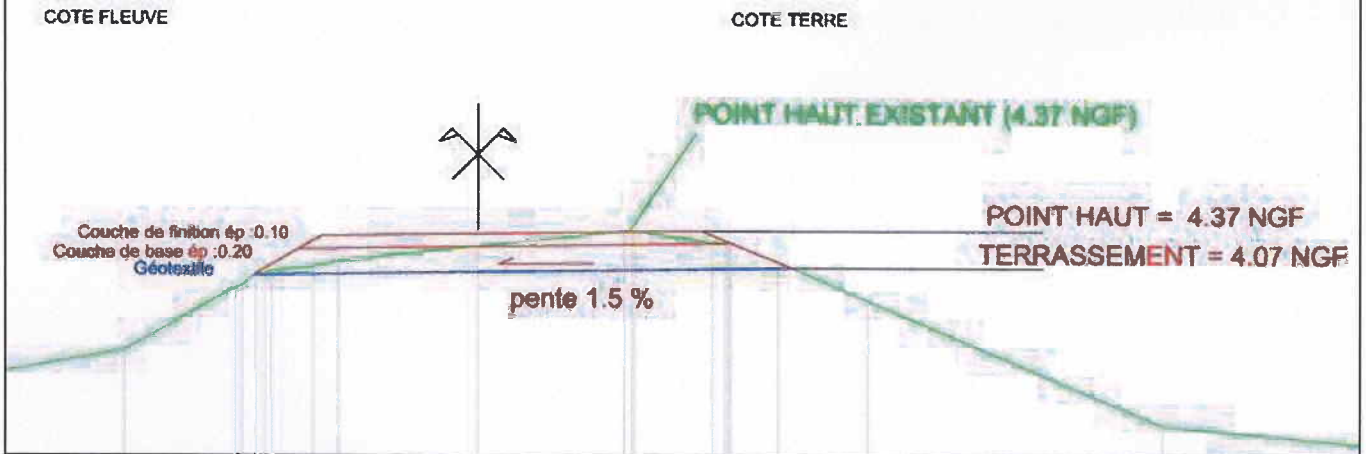 COTE FLEUVE
COTE TERRE
POINT HAUT EXISTANT (4.37 NGF)
POINT HAUT = 4.37 NGF
Couche de finition ép :0.10
Couche de base ép :0.20
TERRASSEMENT = 4.07 NGF
Géotextile
pente 1.5 %